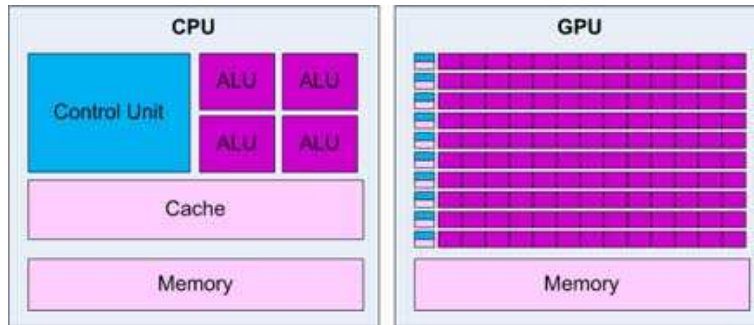 CPU
Control Unit
ALU
ALU
ALU
ALU
Cache
Memory
GPU
Memory